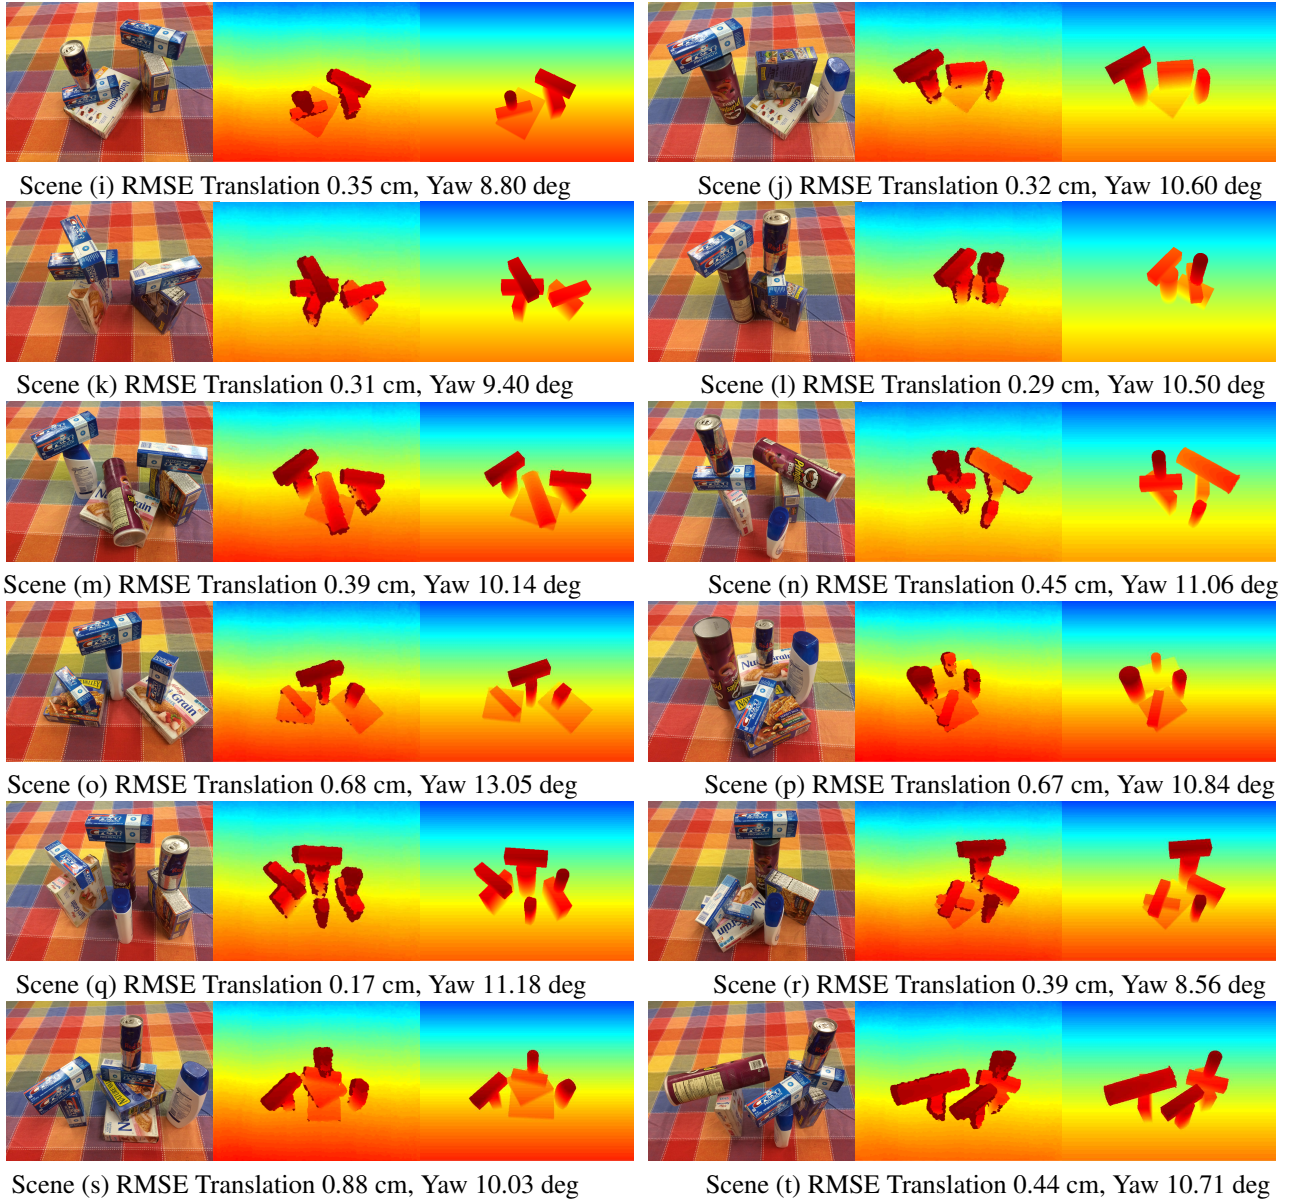 Scene (i) RMSE Translation 0.35 cm, Yaw 8.80 deg
Scene (j) RMSE Translation 0.32 cm, Yaw 10.60 deg
Scene (k) RMSE Translation 0.31 cm, Yaw 9.40 deg
Scene (l) RMSE Translation 0.29 cm, Yaw 10.50 deg
Scene (m) RMSE Translation 0.39 cm, Yaw 10.14 deg
Scene (n) RMSE Translation 0.45 cm, Yaw 11.06 deg
Scene (o) RMSE Translation 0.68 cm, Yaw 13.05 deg
Scene (p) RMSE Translation 0.67 cm, Yaw 10.84 deg
Scene (q) RMSE Translation 0.17 cm, Yaw 11.18 deg
Scene (r) RMSE Translation 0.39 cm, Yaw 8.56 deg
Scene (s) RMSE Translation 0.88 cm, Yaw 10.03 deg
Scene (t) RMSE Translation 0.44 cm, Yaw 10.71 deg